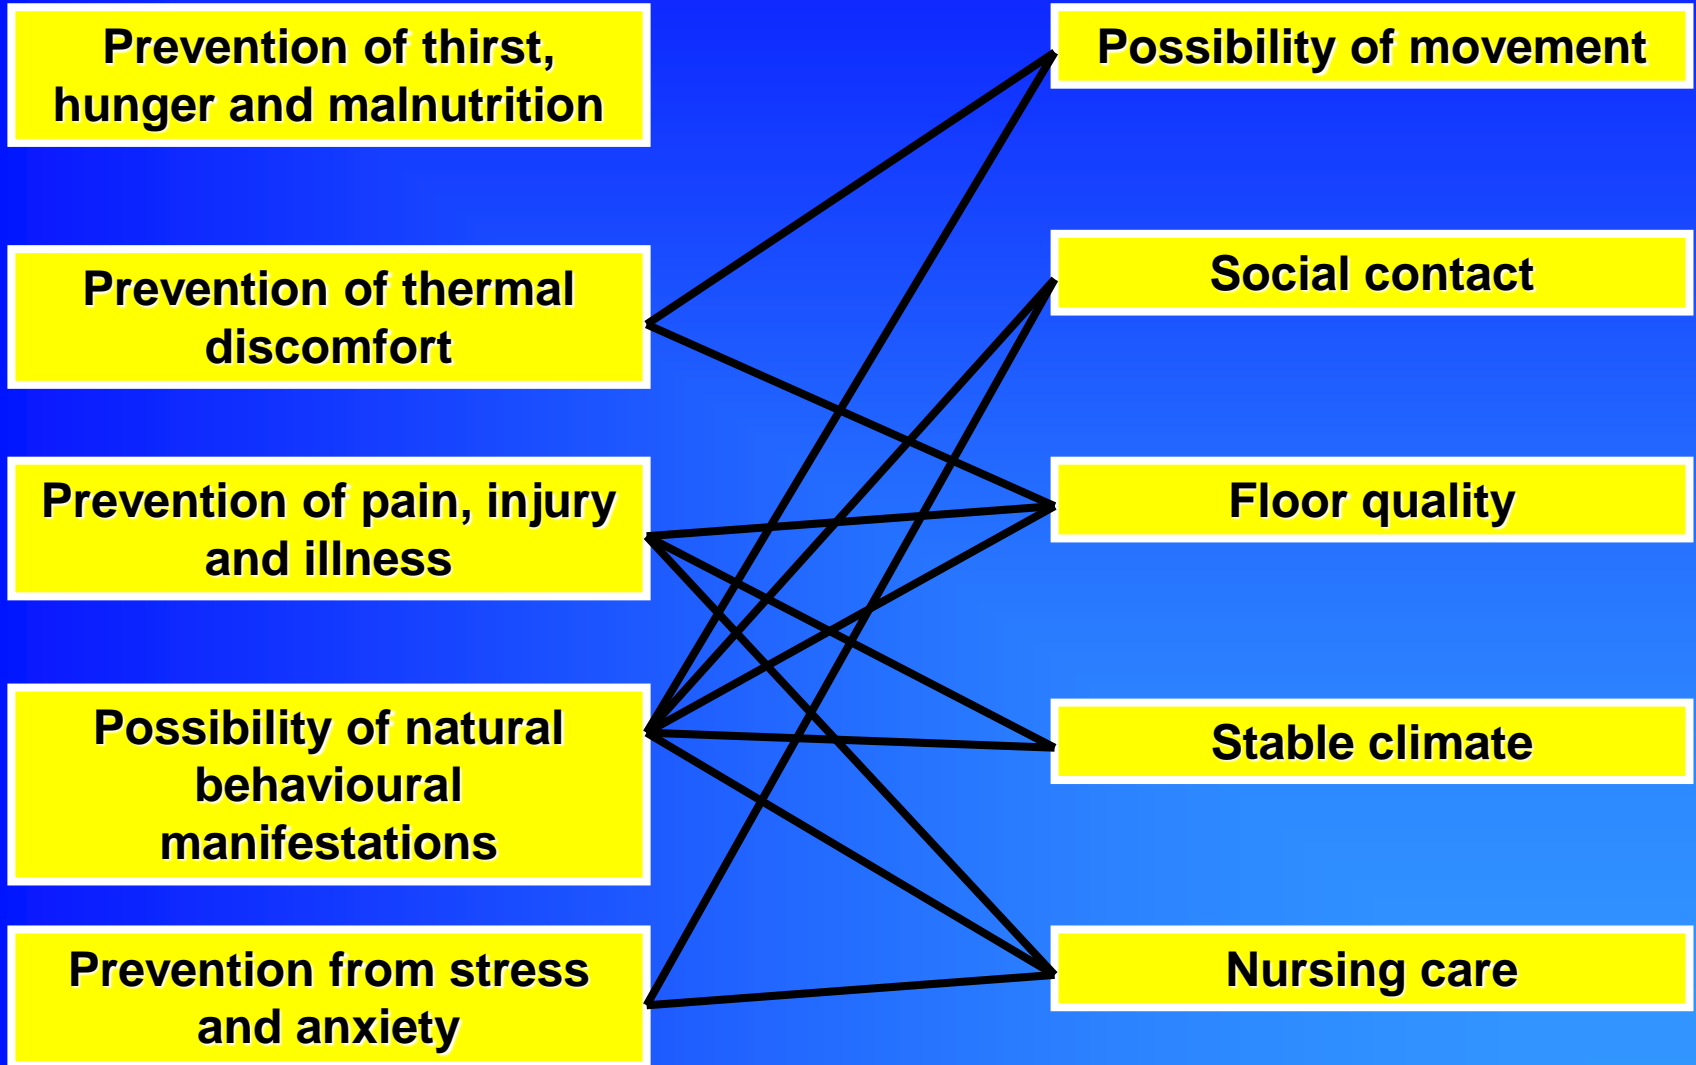 Prevention of thirst,
hunger and malnutrition
Prevention of thermal
discomfort
Prevention of pain, injury
and illness
Possibility of natural
behavioural
manifestations
Prevention from stress
and anxiety
Possibility of movement
Social contact
Floor quality
Stable climate
Nursing care